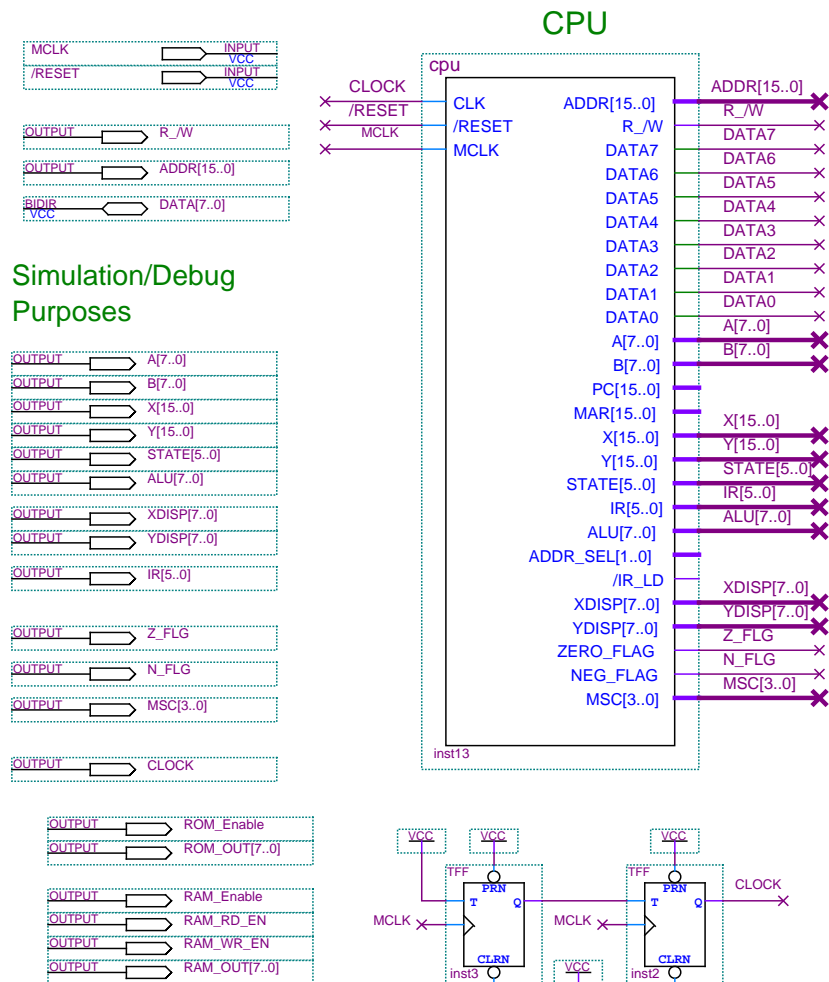 CPU
MCLK
INPUT
VCC
/RESET
INPUT
VCC
OUTPUT
R_/W
OUTPUT
ADDR[15..0]
BIDIR
VCC
DATA[7..0]
Simulation/Debug
Purposes
OUTPUT
A[7..0]
OUTPUT
B[7..0]
OUTPUT
X[15..0]
OUTPUT
Y[15..0]
OUTPUT
STATE[5..0]
OUTPUT
ALU[7..0]
OUTPUT
XDISP[7..0]
OUTPUT
YDISP[7..0]
OUTPUT
IR[5..0]
OUTPUT
Z_FLG
OUTPUT
N_FLG
OUTPUT
MSC[3..0]
OUTPUT
CLOCK
OUTPUT
ROM_Enable
OUTPUT
ROM_OUT[7..0]
OUTPUT
RAM_Enable
OUTPUT
RAM_RD_EN
OUTPUT
RAM_WR_EN
OUTPUT
RAM_OUT[7..0]
cpu
CLOCK
/RESET
MCLK
CLK
/RESET
MCLK
ADDR[15..0]
R_/W
DATA7
DATA6
DATA5
DATA4
DATA3
DATA2
DATA1
DATA0
A[7..0]
B[7..0]
PC[15..0]
MAR[15..0]
X[15..0]
Y[15..0]
STATE[5..0]
IR[5..0]
ALU[7..0]
ADDR_SEL[1..0]
/IR_LD
XDISP[7..0]
YDISP[7..0]
ZERO_FLAG
NEG_FLAG
MSC[3..0]
ADDR[15..0]
R_/W
DATA7
DATA6
DATA5
DATA4
DATA3
DATA2
DATA1
DATA0
A[7..0]
B[7..0]
X[15..0]
Y[15..0]
STATE[5..0]
IR[5..0]
ALU[7..0]
XDISP[7..0]
YDISP[7..0]
Z_FLG
N_FLG
MSC[3..0]
inst13
VCC
VCC
VCC
TFF
PRN
T
Q
CLRN
MCLK
inst3
VCC
TFF
PRN
T
Q
CLRN
MCLK
inst2
CLOCK